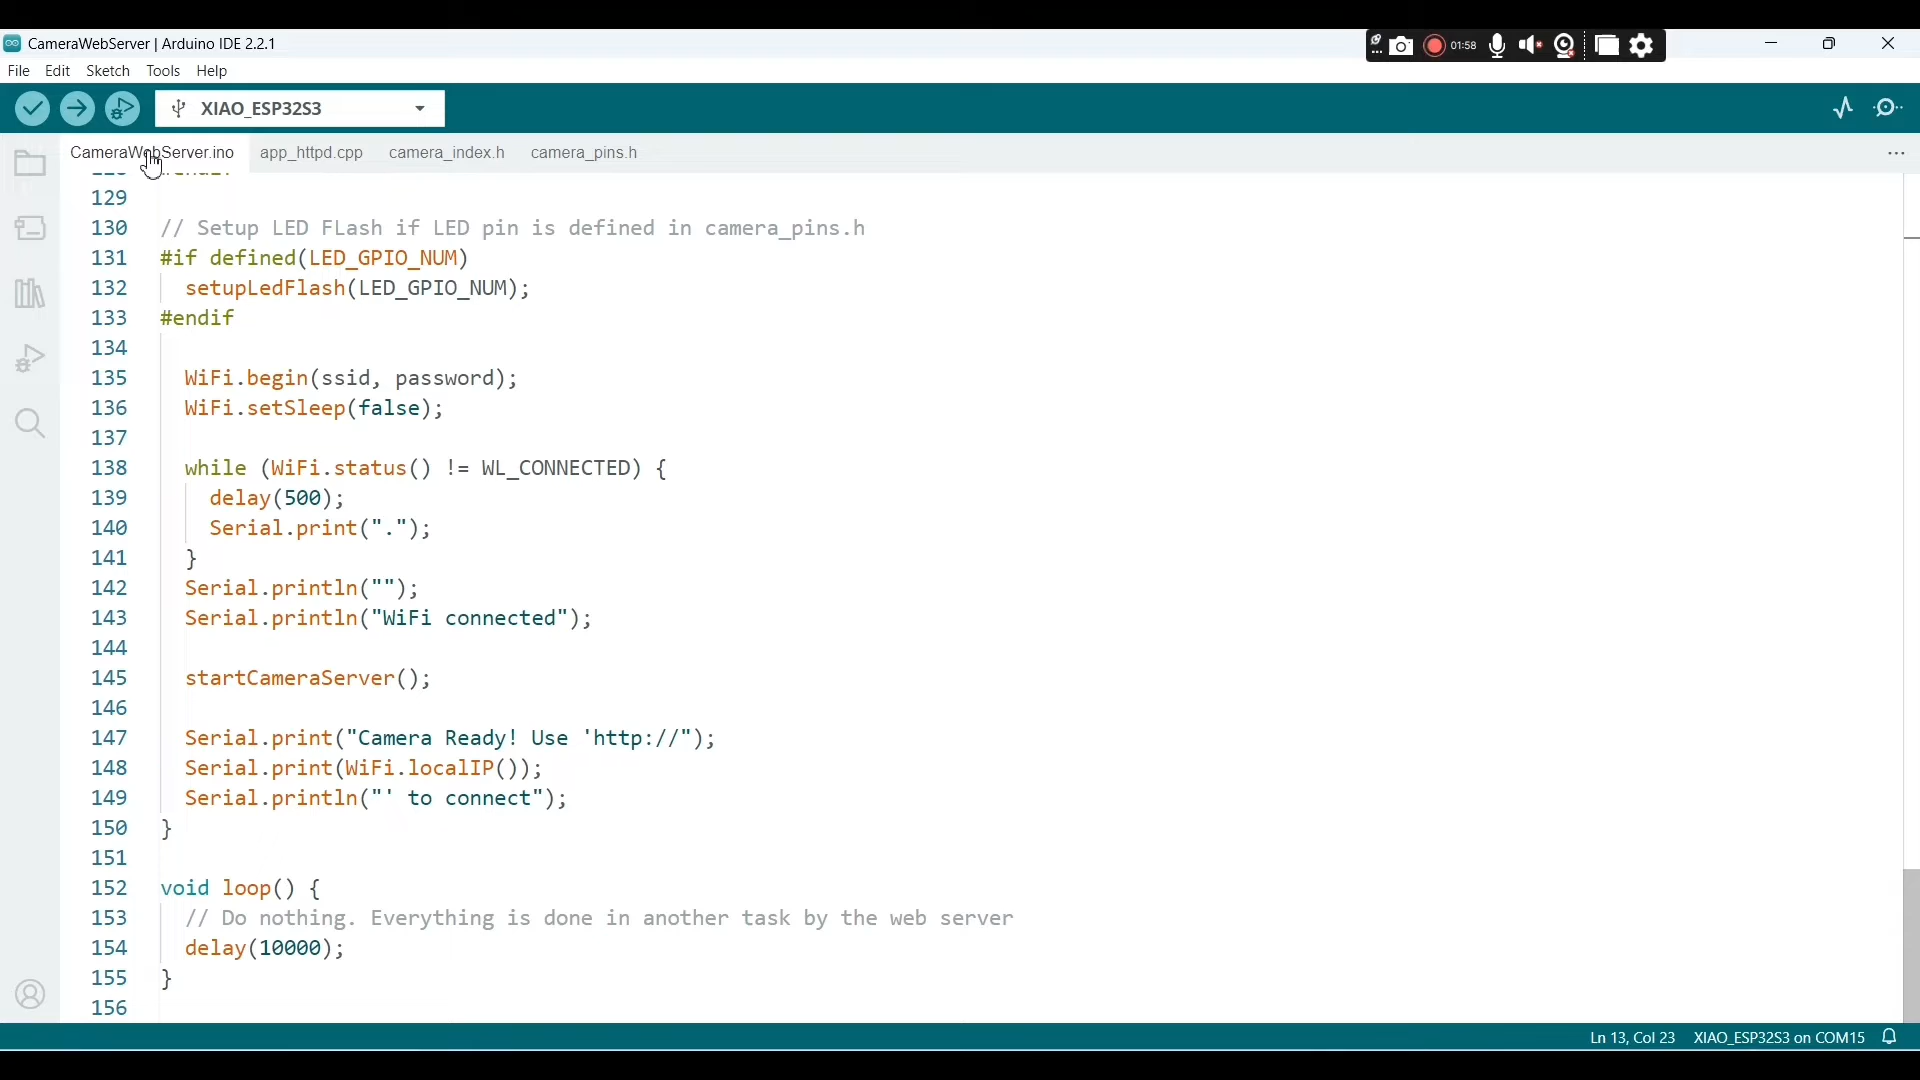 CameraWebServer | Arduino IDE 2.2.1
01:58
File Edit Sketch Tools Help
XIAO_ESP32S3
CameraWebServer.ino app_httpd.cpp camera_index.h camera_pins.h
129
130 // Setup LED FLash if LED pin is defined in camera_pins.h
131 #if defined(LED_GPIO_NUM)
132 setupLedFlash(LED_GPIO_NUM);
133 #endif
134
135 WiFi.begin(ssid, password);
136 WiFi.setSleep(false);
137
138 while (WiFi.status() != WL_CONNECTED) {
139 delay(500);
140 Serial.print(".");
141 }
142 Serial.println("");
143 Serial.println("WiFi connected");
144
145 startCameraServer();
146
147 Serial.print("Camera Ready! Use 'http://");
148 Serial.print(WiFi.localIP());
149 Serial.println("' to connect");
150 }
151
152 void loop() {
153 // Do nothing. Everything is done in another task by the web server
154 delay(10000);
155 }
156
Ln 13, Col 23 XIAO_ESP32S3 on COM15